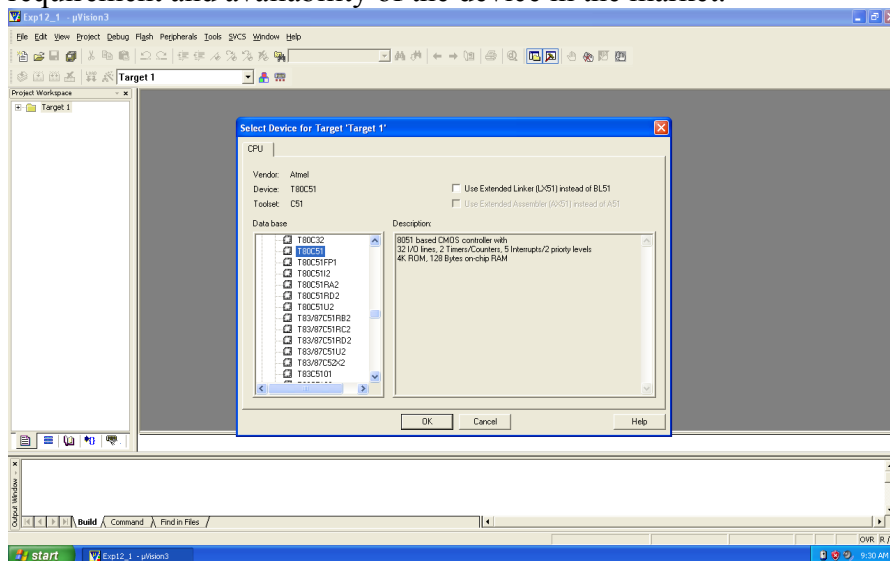 requirement and availability of the device in the market.
Exp12_1 - µVision3
File Edit View Project Debug Flash Peripherals Tools SVCS Window Help
Target 1
Project Workspace
Target 1
Select Device for Target 'Target 1'
CPU
Vendor: Atmel
Device: T80C51
Toolset: C51
Use Extended Linker (LX51) instead of BL51
Use Extended Assembler (AX51) instead of A51
Data base
T80C32
T80C51
T80C51FP1
T80C51I2
T80C51RA2
T80C51RD2
T80C51U2
T83/87C51RB2
T83/87C51RC2
T83/87C51RD2
T83/87C51U2
T83/87C52X2
T83C5101
Description:
8051 based CMOS controller with
32 I/O lines, 2 Timers/Counters, 5 Interrupts/2 priorty levels
4K ROM, 128 Bytes on-chip RAM
OK Cancel Help
Output Window
Build Command Find in Files
OVR R/
start Exp12_1 - µVision3 9:30 AM